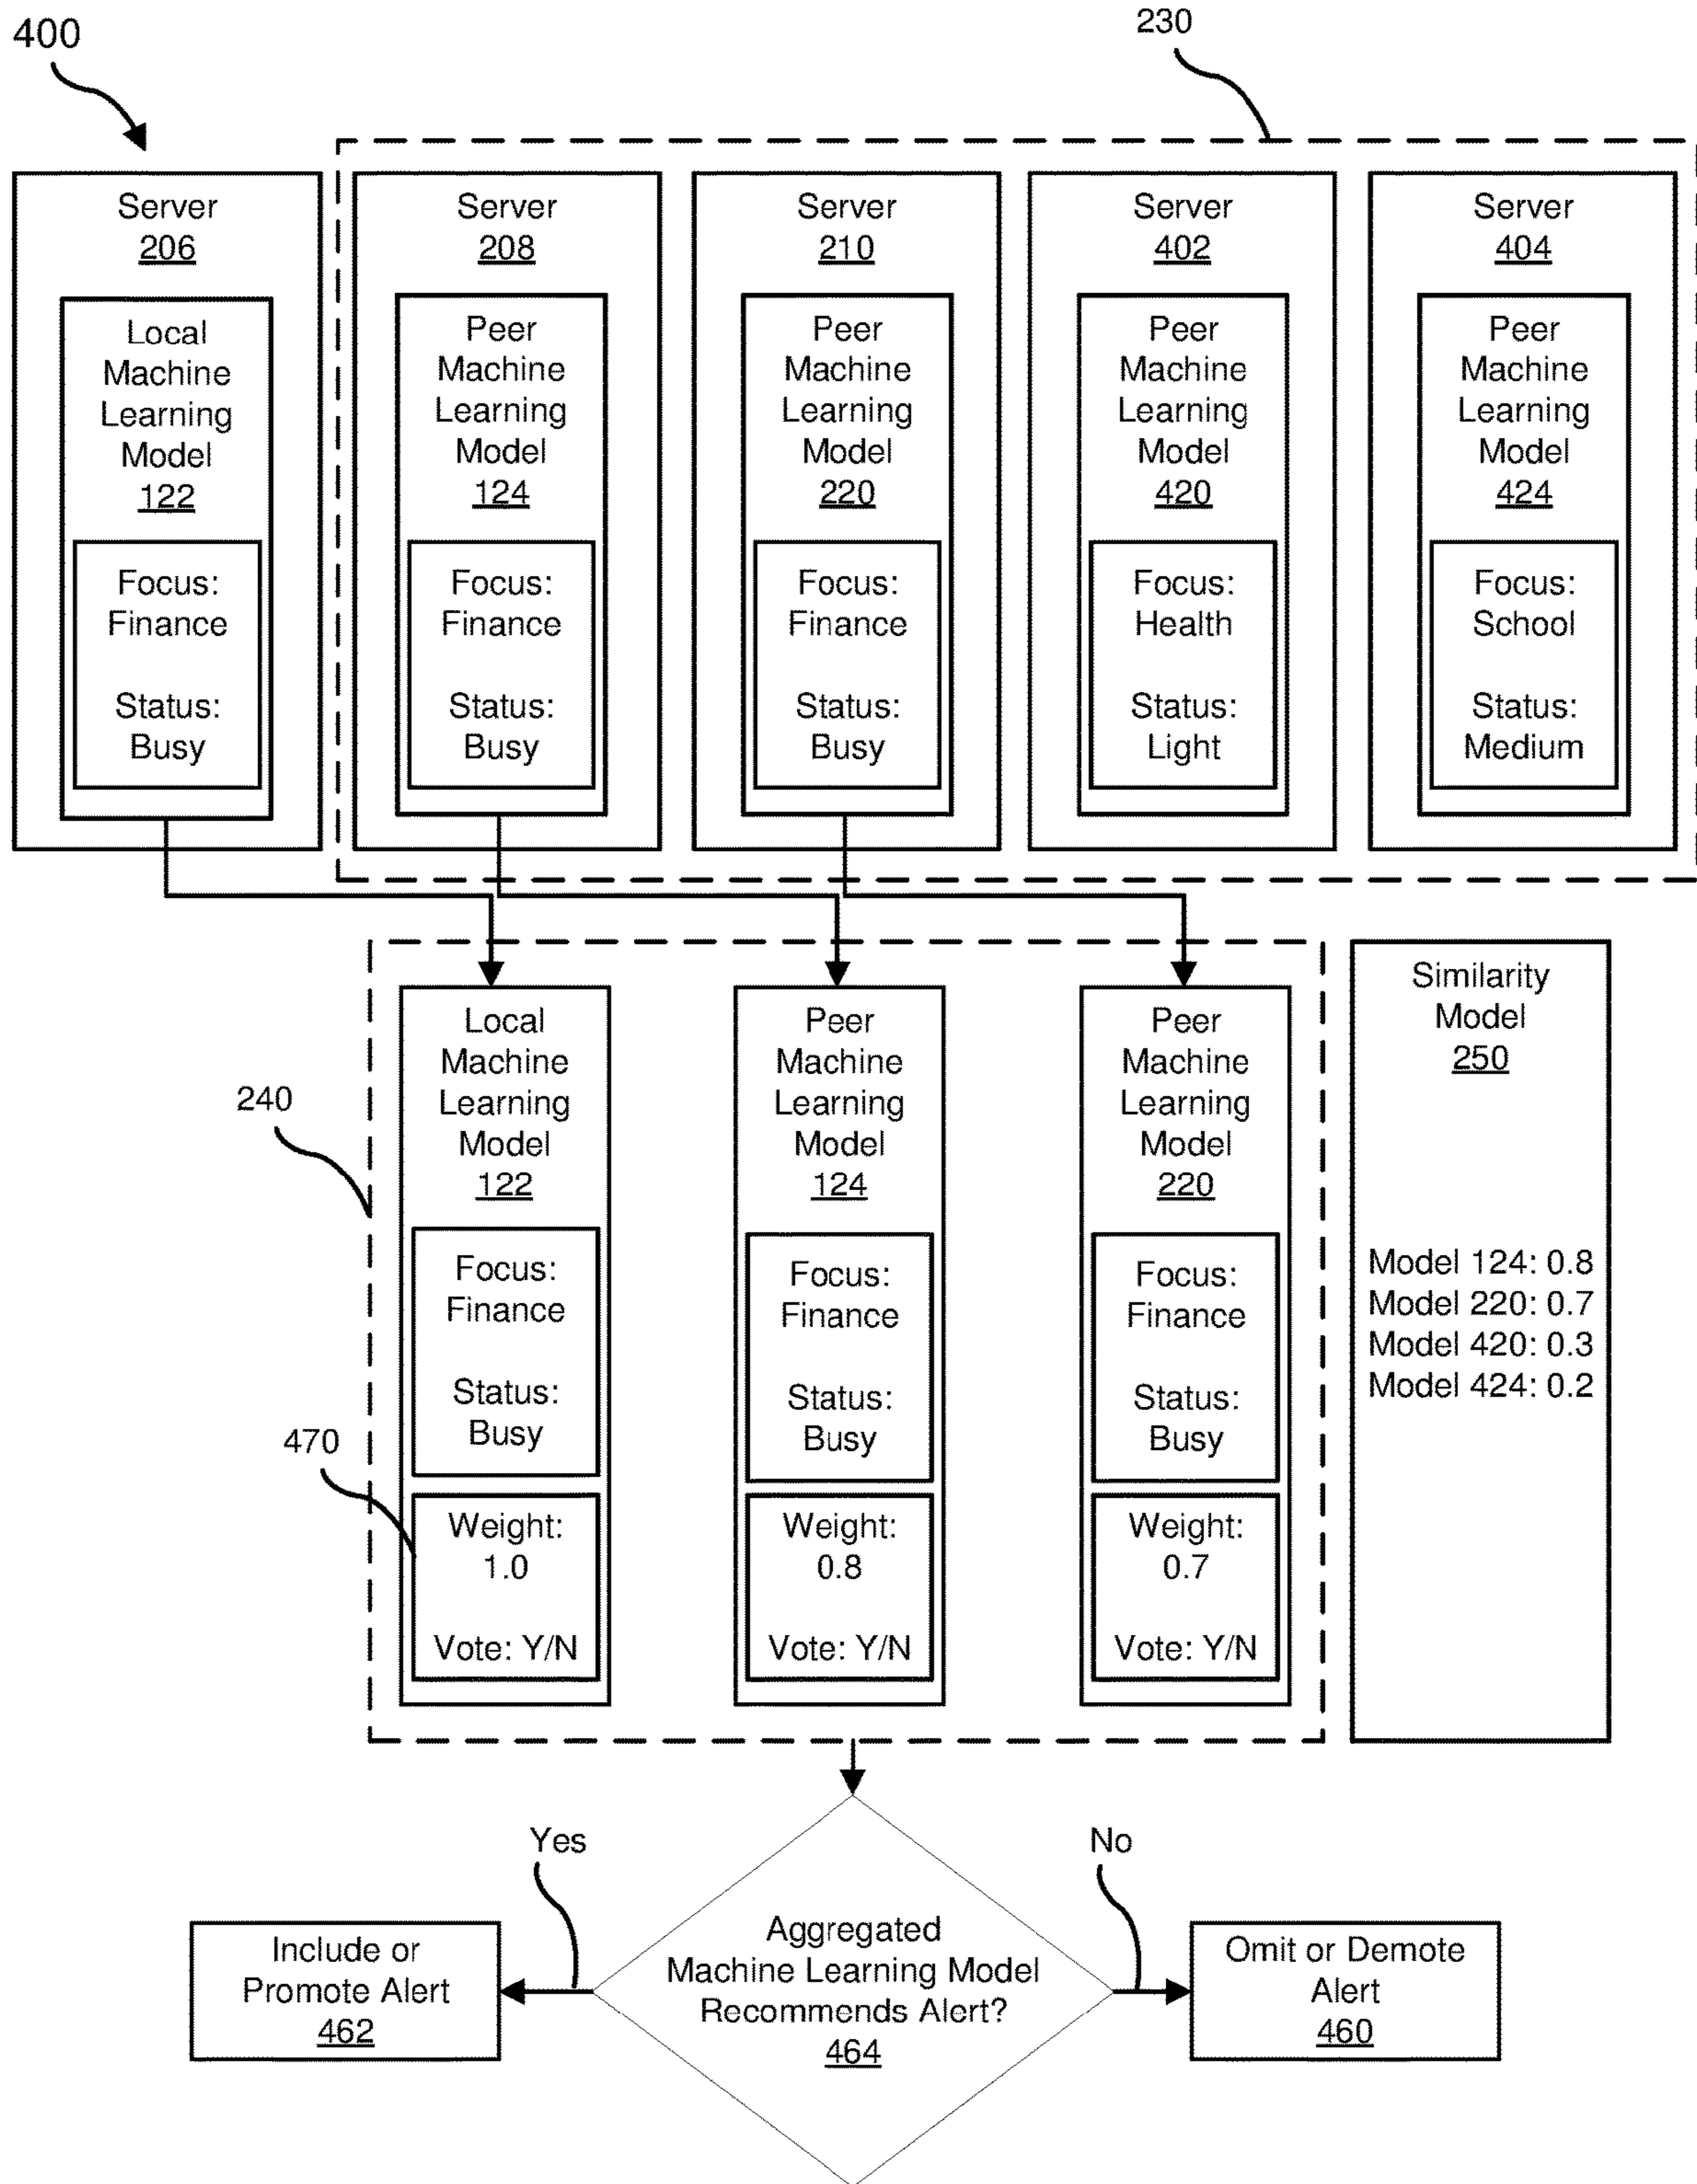 400
230
Server
206
Local
Machine
Learning
Model
122
Focus:
Finance
Status:
Busy
Server
208
Peer
Machine
Learning
Model
124
Focus:
Finance
Status:
Busy
Server
210
Peer
Machine
Learning
Model
220
Focus:
Finance
Status:
Busy
Server
402
Peer
Machine
Learning
Model
420
Focus:
Health
Status:
Light
Server
404
Peer
Machine
Learning
Model
424
Focus:
School
Status:
Medium
240
470
Local
Machine
Learning
Model
122
Focus:
Finance
Status:
Busy
Weight:
1.0
Vote: Y/N
Peer
Machine
Learning
Model
124
Focus:
Finance
Status:
Busy
Weight:
0.8
Vote: Y/N
Peer
Machine
Learning
Model
220
Focus:
Finance
Status:
Busy
Weight:
0.7
Vote: Y/N
Similarity
Model
250
Model 124: 0.8
Model 220: 0.7
Model 420: 0.3
Model 424: 0.2
Yes
No
Include or
Promote Alert
462
Aggregated
Machine Learning Model
Recommends Alert?
464
Omit or Demote
Alert
460